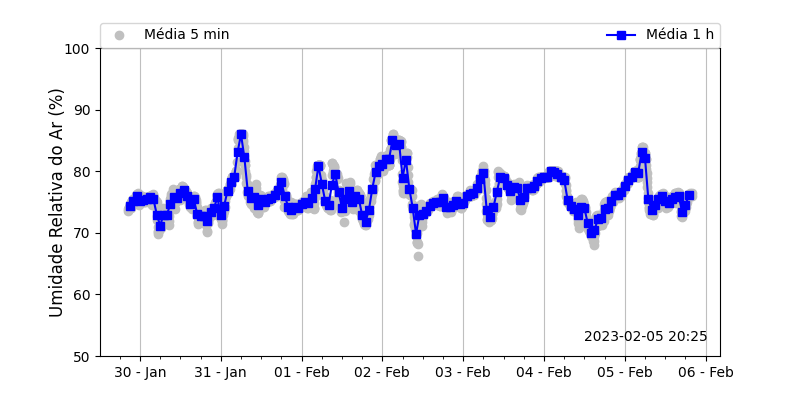 Média 5 min
Média 1 h
Umidade Relativa do Ar (%)
100
90
80
70
60
50
2023-02-05 20:25
30 - Jan
31 - Jan
01 - Feb
02 - Feb
03 - Feb
04 - Feb
05 - Feb
06 - Feb